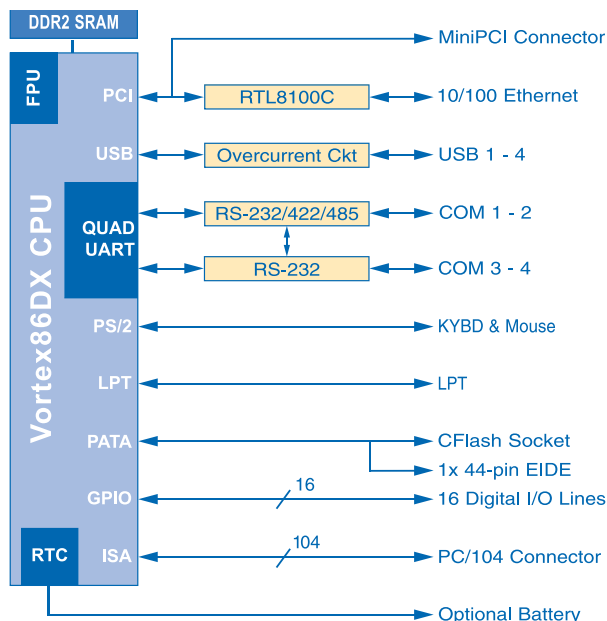 DDR2 SRAM
MiniPCI Connector
FPU
PCI
RTL8100C
10/100 Ethernet
USB
Overcurrent Ckt
USB 1 - 4
Vortex86DX CPU
QUAD
UART
RS-232/422/485
COM 1 - 2
RS-232
COM 3 - 4
PS/2
KYBD & Mouse
LPT
LPT
PATA
CFlash Socket
1x 44-pin EIDE
GPIO
16
16 Digital I/O Lines
RTC
ISA
104
PC/104 Connector
Optional Battery